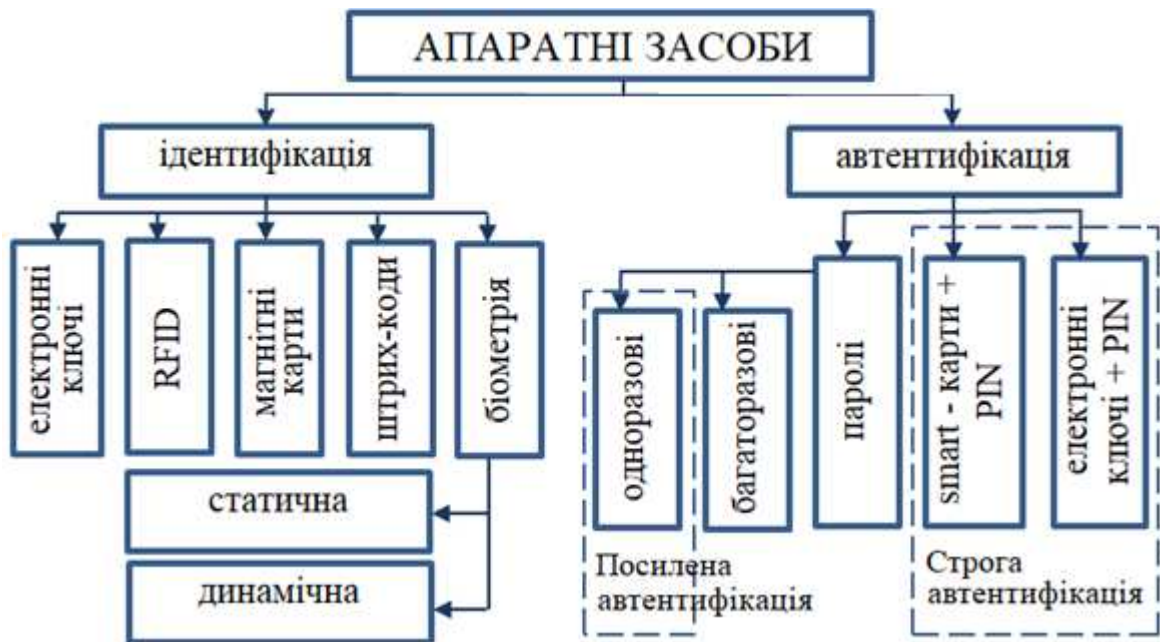 АПАРАТНІ ЗАСОБИ
ідентифікація
автентифікація
електронні
ключі
RFID
магнітні
карти
штрих-коди
біометрія
статична
динамічна
одноразові
багаторазові
паролі
smart - карти +
PIN
електронні
ключі + PIN
Посилена
автентифікація
Строга
автентифікація